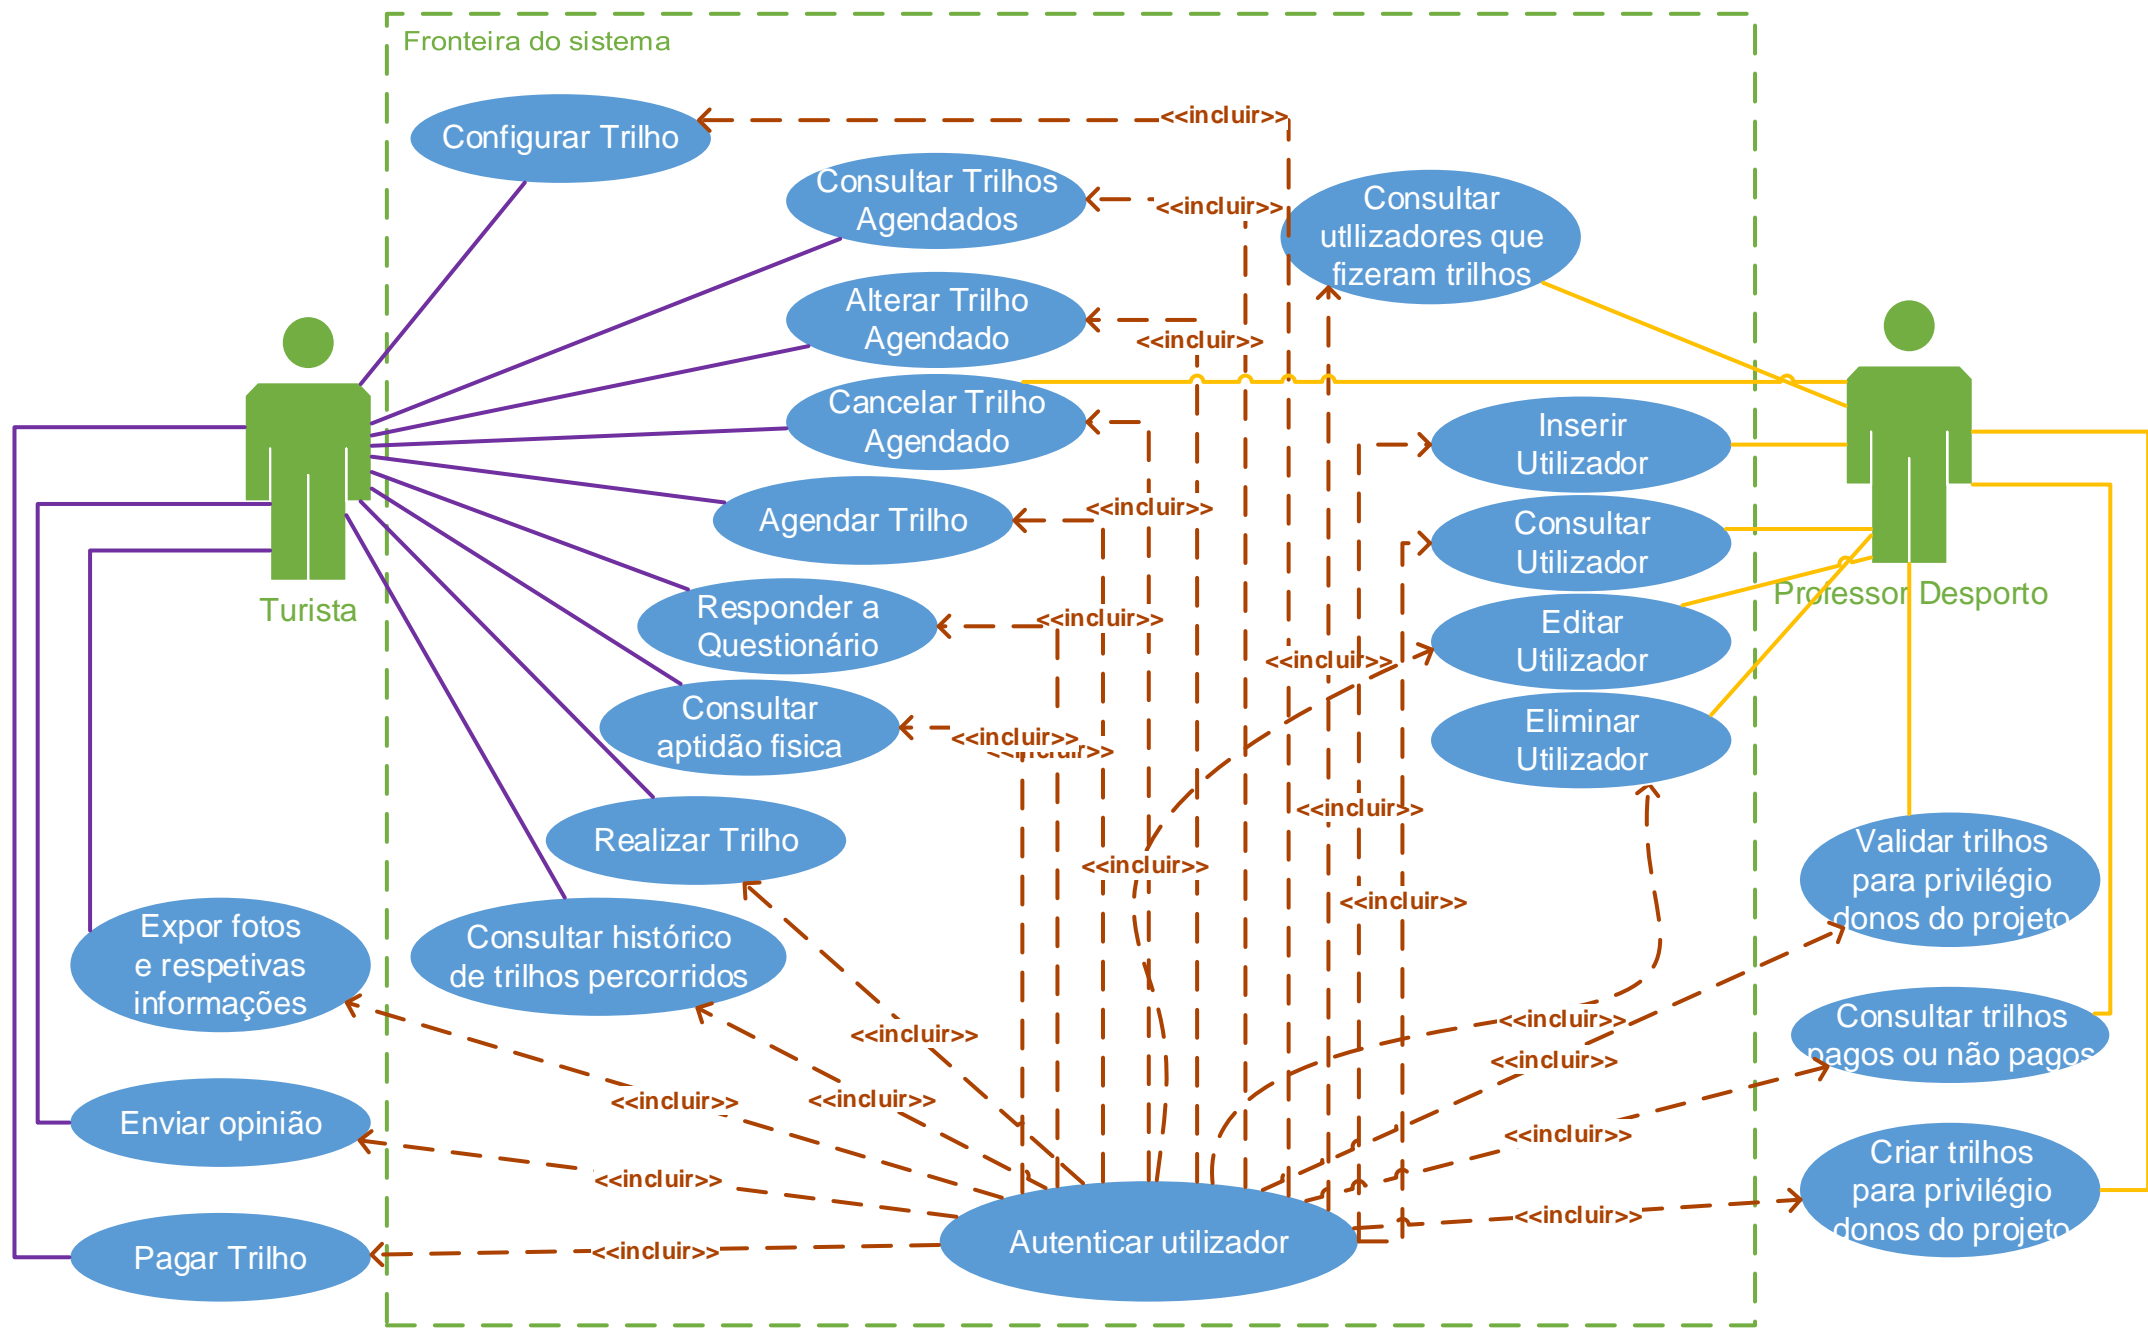 Fronteira do sistema
Configurar Trilho
<<incluir>>
Consultar Trilhos
Agendados
<<incluir>>
Consultar
utllizadores que
fizeram trilhos
Alterar Trilho
Agendado
<<incluir>>
Cancelar Trilho
Agendado
Inserir
Utilizador
Agendar Trilho
<<incluir>>
Consultar
Utilizador
Turista
Professor Desporto
Responder a
Questionário
<<incluir>>
Editar
Utilizador
<<incluir>>
Consultar
aptidão fisica
<<incluir>>
<<incluir>>
Eliminar
Utilizador
<<incluir>>
Realizar Trilho
<<incluir>>
Validar trilhos
para privilégio
donos do projeto
<<incluir>>
Expor fotos
e respetivas
informações
Consultar histórico
de trilhos percorridos
<<incluir>>
<<incluir>>
Consultar trilhos
pagos ou não pagos
<<incluir>>
<<incluir>>
<<incluir>>
Enviar opinião
<<incluir>>
<<incluir>>
Criar trilhos
para privilégio
donos do projeto
<<incluir>>
Pagar Trilho
<<incluir>>
Autenticar utilizador